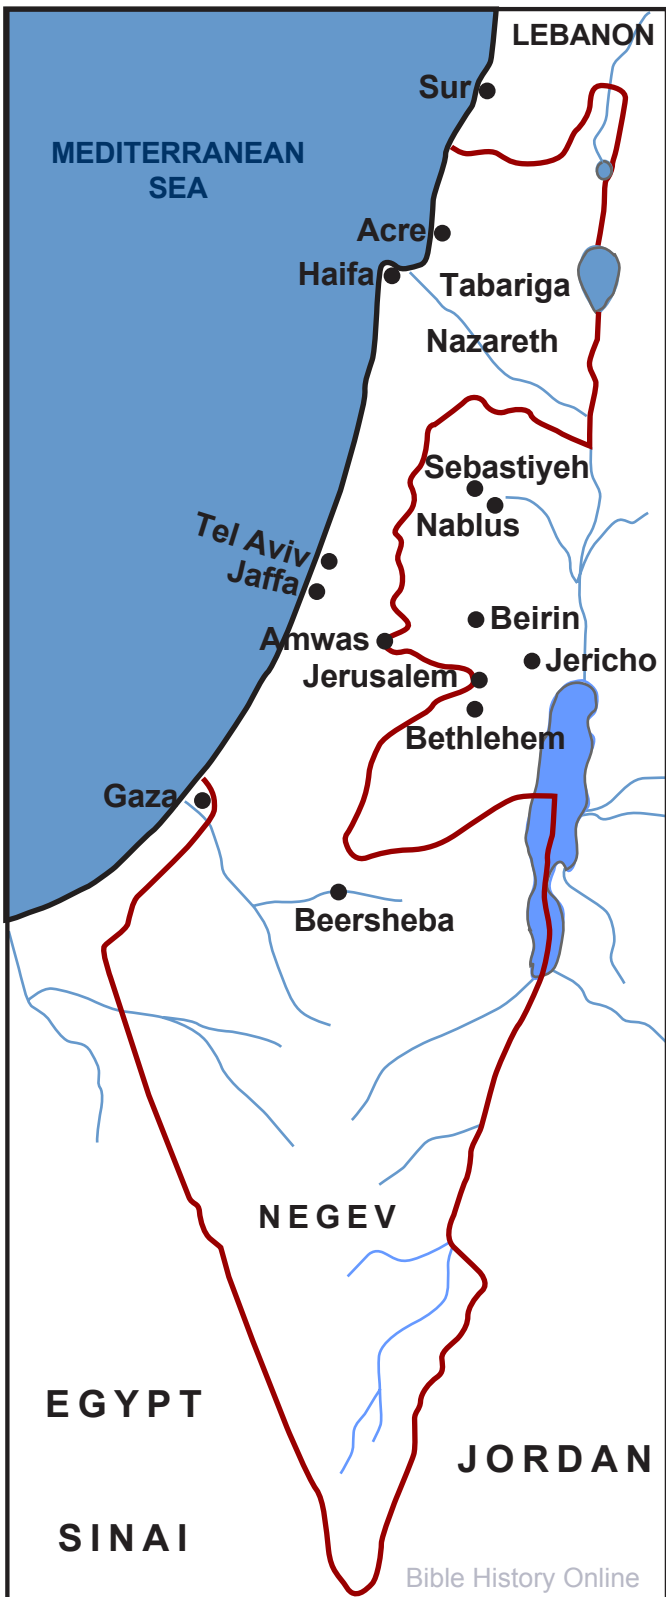 LEBANON
Sur
MEDITERRANEAN
SEA
Acre
Haifa
Tabariga
Nazareth
Sebastiyeh
Nablus
Tel Aviv
Jaffa
Beirin
Amwas
Jericho
Jerusalem
Bethlehem
Gaza
Beersheba
NEGEV
EGYPT
JORDAN
SINAI
Bible History Online